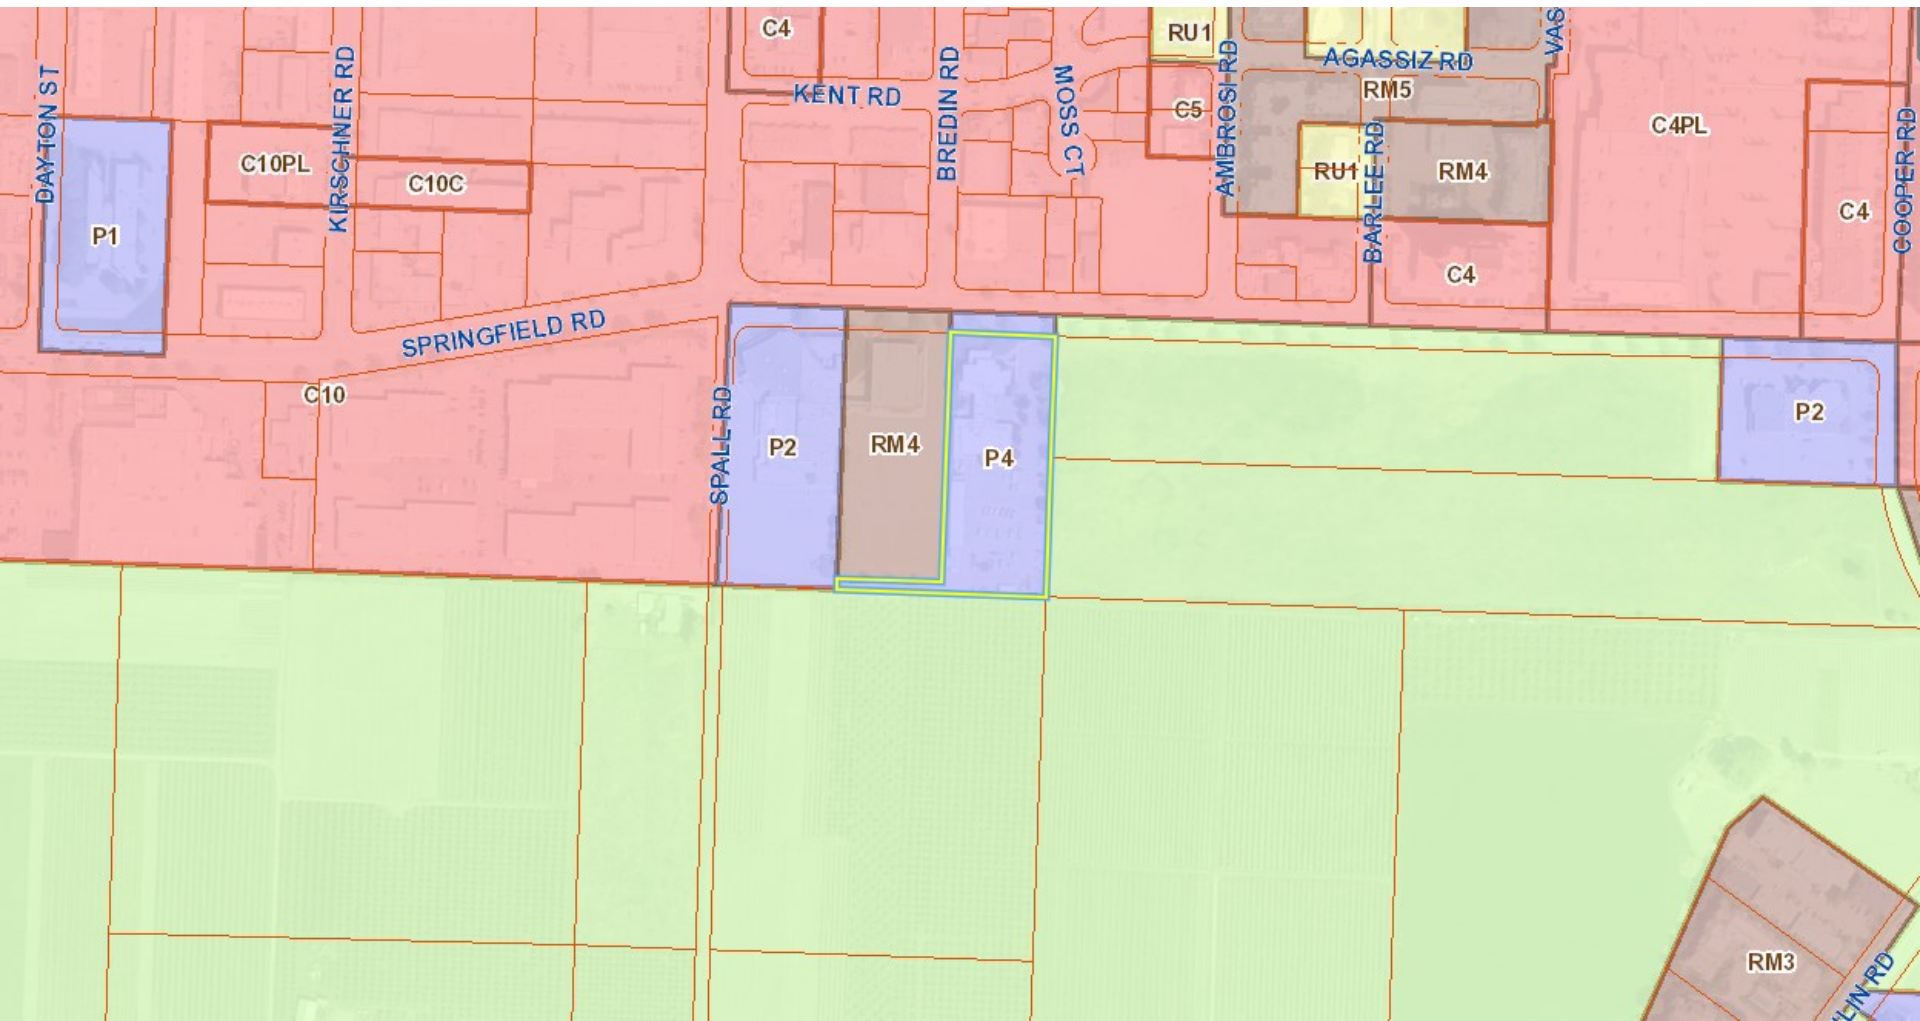 C4
RU1
VAS
AGASSIZ RD
DAYTON ST
KIRSCHNER RD
KENT RD
BREDIN RD
MOSS CT
C5
AMBROSI RD
RM5
C4PL
COOPER RD
C10PL
C10C
RU1
BARLEE RD
RM4
C4
P1
C4
SPRINGFIELD RD
C10
SPALL RD
P2
RM4
P4
P2
RM3
LIN RD